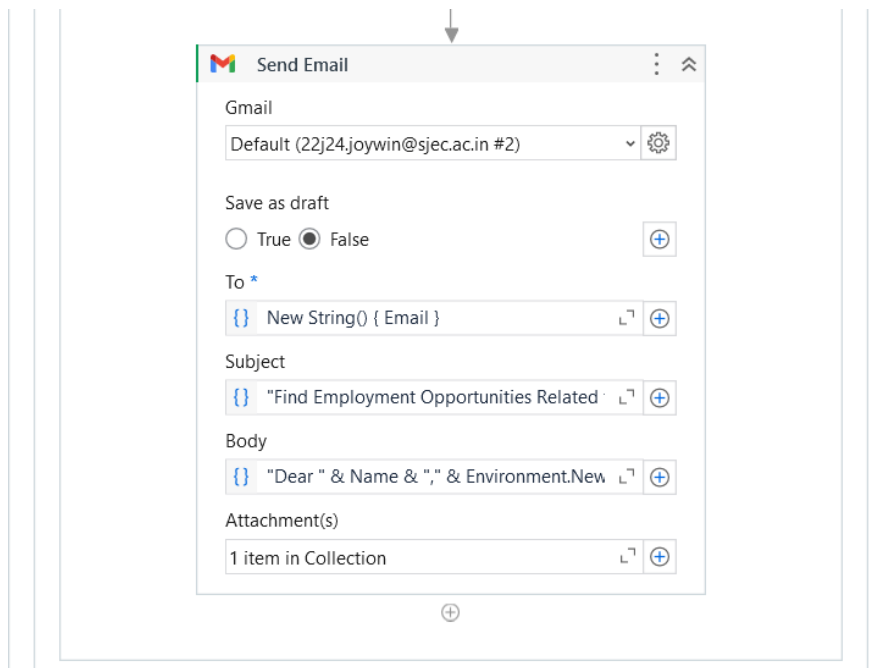 Send Email
Gmail
Default (22j24.joywin@sjec.ac.in #2)
Save as draft
True False
To *
{} New String() { Email }
Subject
{} "Find Employment Opportunities Related
Body
{} "Dear " & Name & "," & Environment.New
Attachment(s)
1 item in Collection